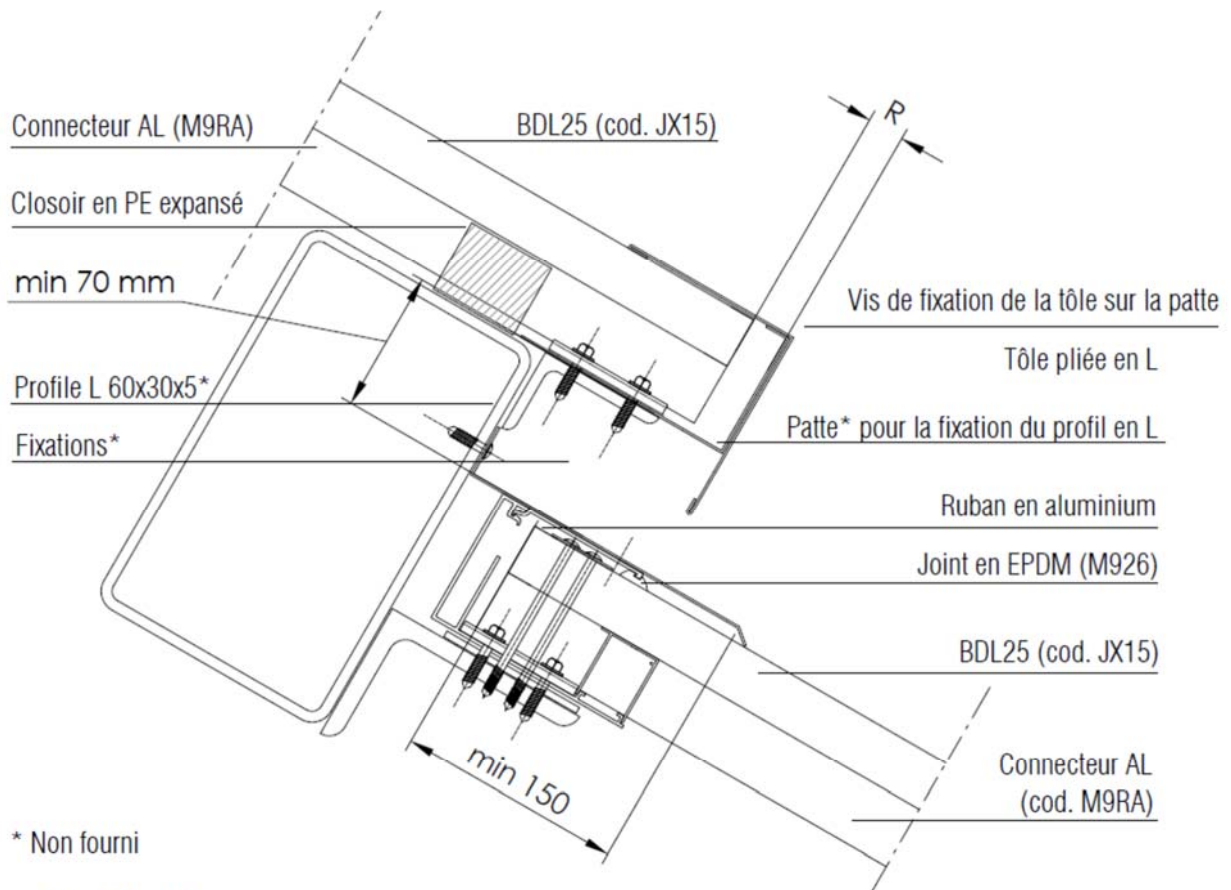 Connecteur AL (M9RA)
BDL25 (cod. JX15)
R
Closoir en PE expansé
min 70 mm
Vis de fixation de la tôle sur la patte
Tôle pliée en L
Profile L 60x30x5*
Patte* pour la fixation du profil en L
Fixations*
Ruban en aluminium
Joint en EPDM (M926)
BDL25 (cod. JX15)
min 150
Connecteur AL
(cod. M9RA)
* Non fourni